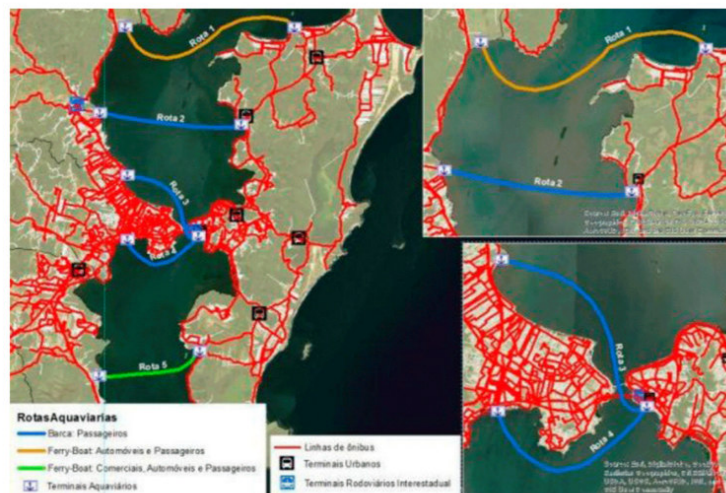 Rota 1
Rota 2
Rota 3
Rota 4
Rota 5
Rota 1
Rota 2
Rota 3
Rota 4
RotasAquaviarias
Barca: Passageiros
Ferry-Boat: Automóveis e Passageiros
Ferry-Boat: Comerciais, Automóveis e Passageiros
Terminais Aquaviários
Linhas de ônibus
Terminais Urbanos
Terminais Rodoviários Interestadual